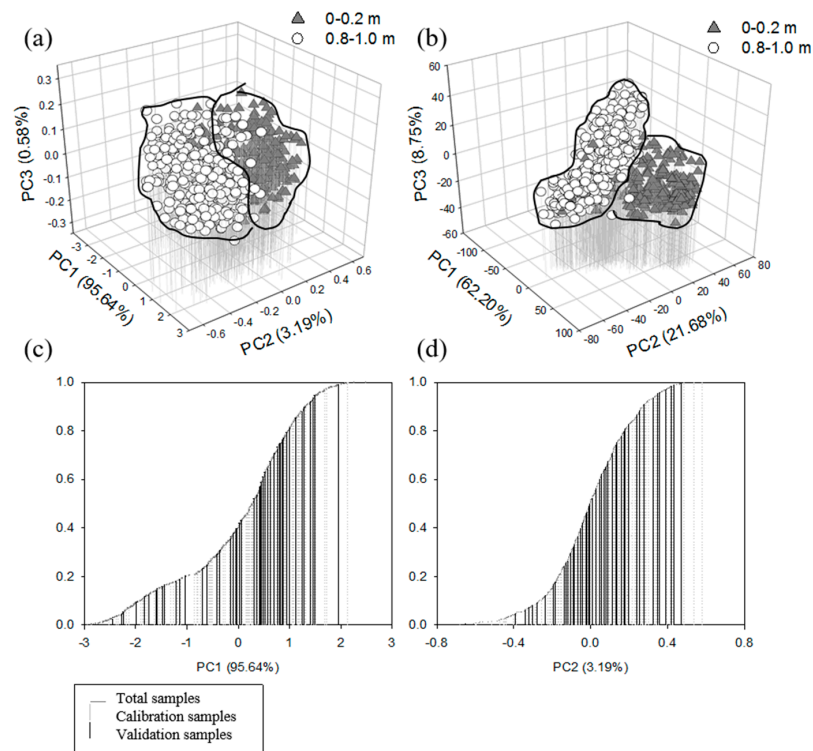 (a)
0-0.2 m
0.8-1.0 m
PC3 (0.58%)
0.3
0.2
0.1
0.0
-0.1
-0.2
-0.3
PC1 (95.64%)
-3
-2
-1
0
1
2
3
PC2 (3.19%)
-0.6
-0.4
-0.2
0.0
0.2
0.4
0.6
(b)
0-0.2 m
0.8-1.0 m
PC3 (8.75%)
60
40
20
0
-20
-40
-60
PC1 (62.20%)
-100
-50
0
50
100
PC2 (21.68%)
-80
-60
-40
-20
0
20
40
60
80
(c)
1.0
0.8
0.6
0.4
0.2
0.0
-3 -2 -1 0 1 2 3
PC1 (95.64%)
(d)
1.0
0.8
0.6
0.4
0.2
0.0
-0.8 -0.4 0.0 0.4 0.8
PC2 (3.19%)
Total samples
Calibration samples
Validation samples